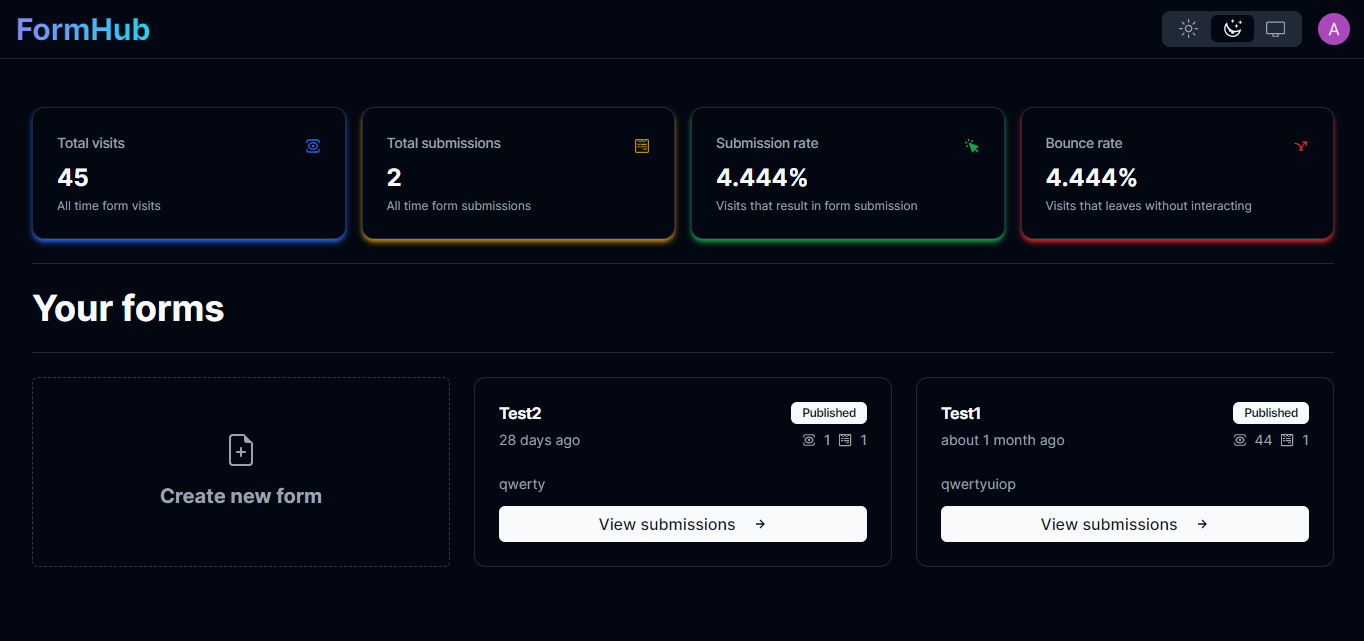 FormHub
A
Total visits
45
All time form visits
Total submissions
2
All time form submissions
Submission rate
4.444%
Visits that result in form submission
Bounce rate
4.444%
Visits that leaves without interacting
Your forms
Create new form
Test2
Published
28 days ago
1 1
qwerty
View submissions
Test1
Published
about 1 month ago
44 1
qwertyuiop
View submissions